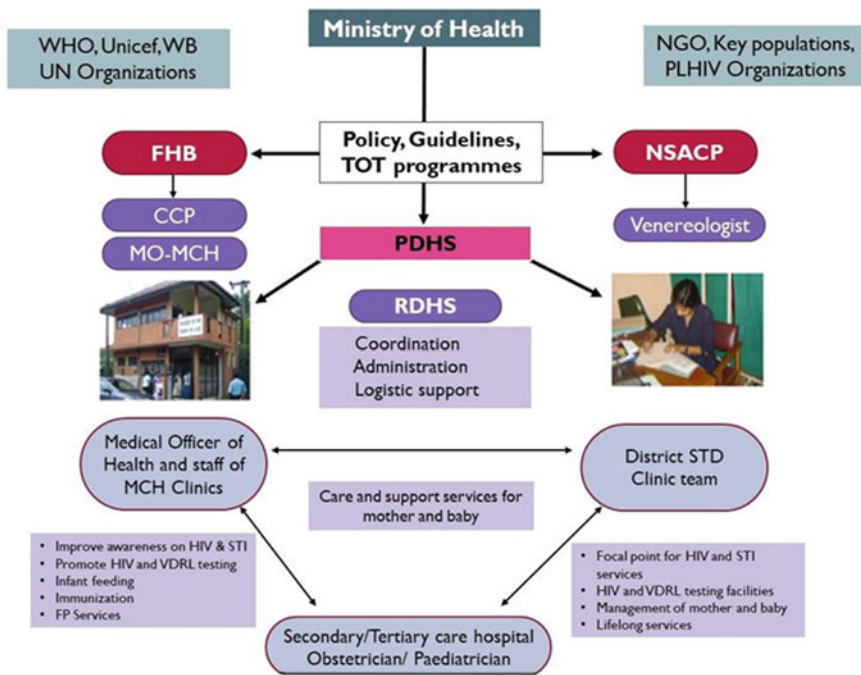 Ministry of Health
WHO, Unicef, WB
UN Organizations
NGO, Key populations,
PLHIV Organizations
FHB
Policy, Guidelines,
TOT programmes
NSACP
CCP
MO-MCH
PDHS
Venereologist
RDHS
Coordination
Administration
Logistic support
Medical Officer of
Health and staff of
MCH Clinics
District STD
Clinic team
Care and support services for
mother and baby
• Improve awareness on HIV & STI
• Promote HIV and VDRL testing
• Infant feeding
• Immunization
• FP Services
• Focal point for HIV and STI
services
• HIV and VDRL testing facilities
• Management of mother and baby
• Lifelong services
Secondary/Tertiary care hospital
Obstetrician/ Paediatrician